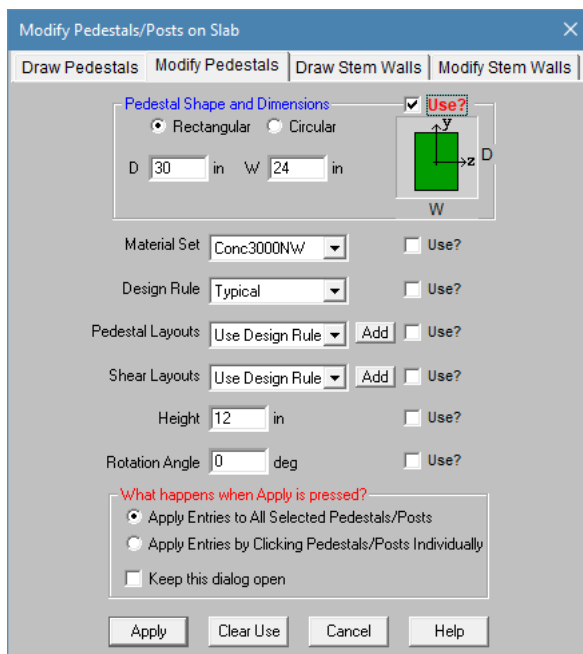 Modify Pedestals/Posts on Slab
Draw Pedestals Modify Pedestals Draw Stem Walls Modify Stem Walls
Pedestal Shape and Dimensions Use?
Rectangular Circular
y
D 30 in W 24 in z D
W
Material Set Conc3000NW Use?
Design Rule Typical Use?
Pedestal Layouts Use Design Rule Add Use?
Shear Layouts Use Design Rule Add Use?
Height 12 in Use?
Rotation Angle 0 deg Use?
What happens when Apply is pressed?
Apply Entries to All Selected Pedestals/Posts
Apply Entries by Clicking Pedestals/Posts Individually
Keep this dialog open
Apply Clear Use Cancel Help